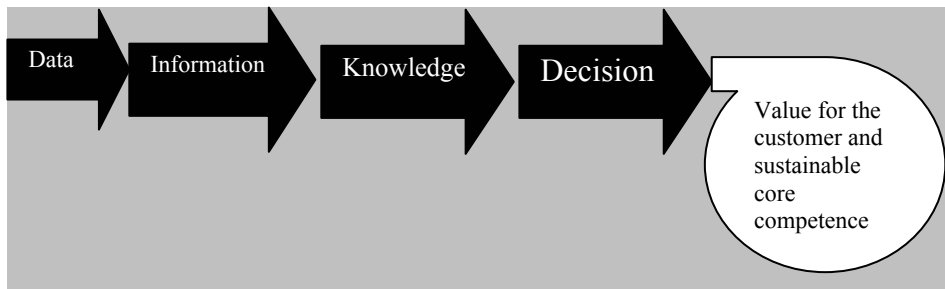 Data
Information
Knowledge
Decision
Value for the
customer and
sustainable
core
competence